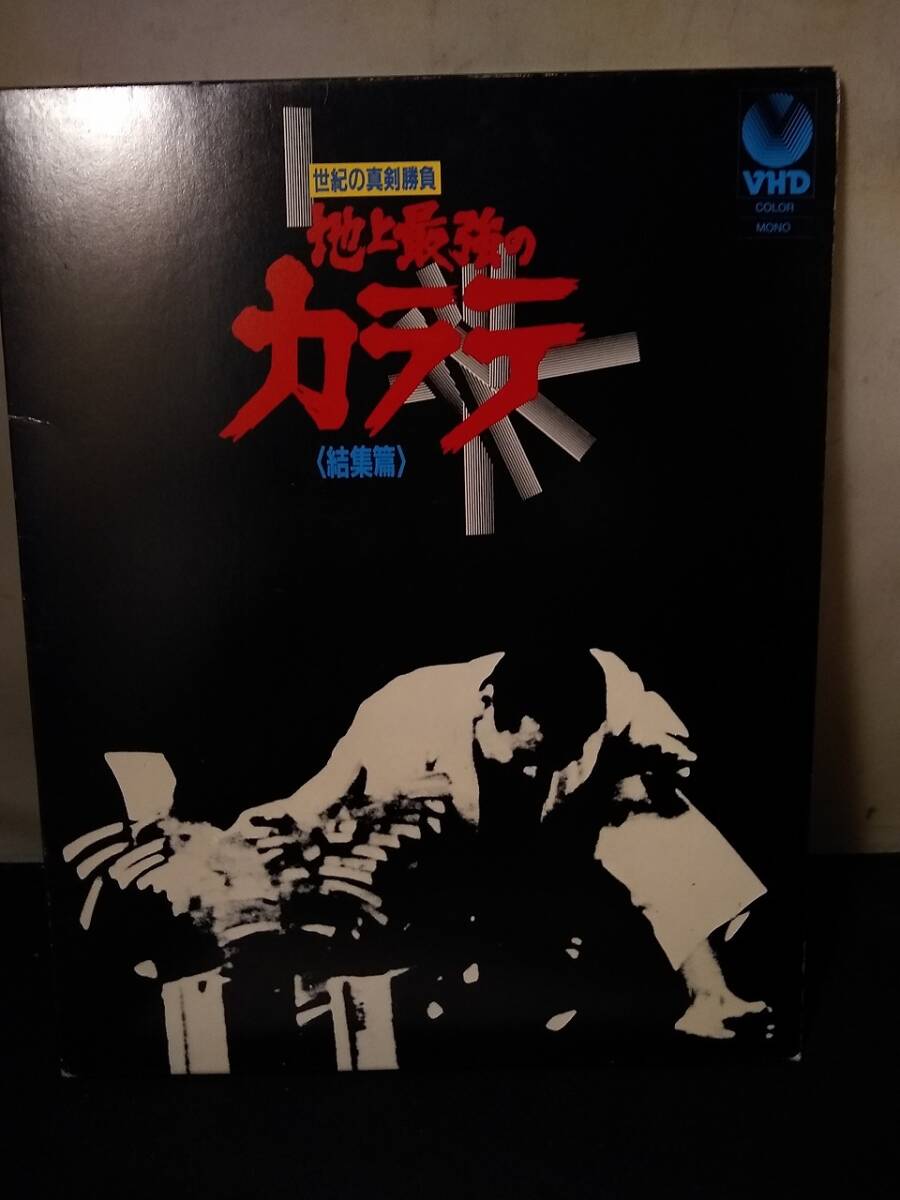 世紀の真剣勝負
地上最強の
カラテ
〈結集篇〉
VHD
COLOR
MONO